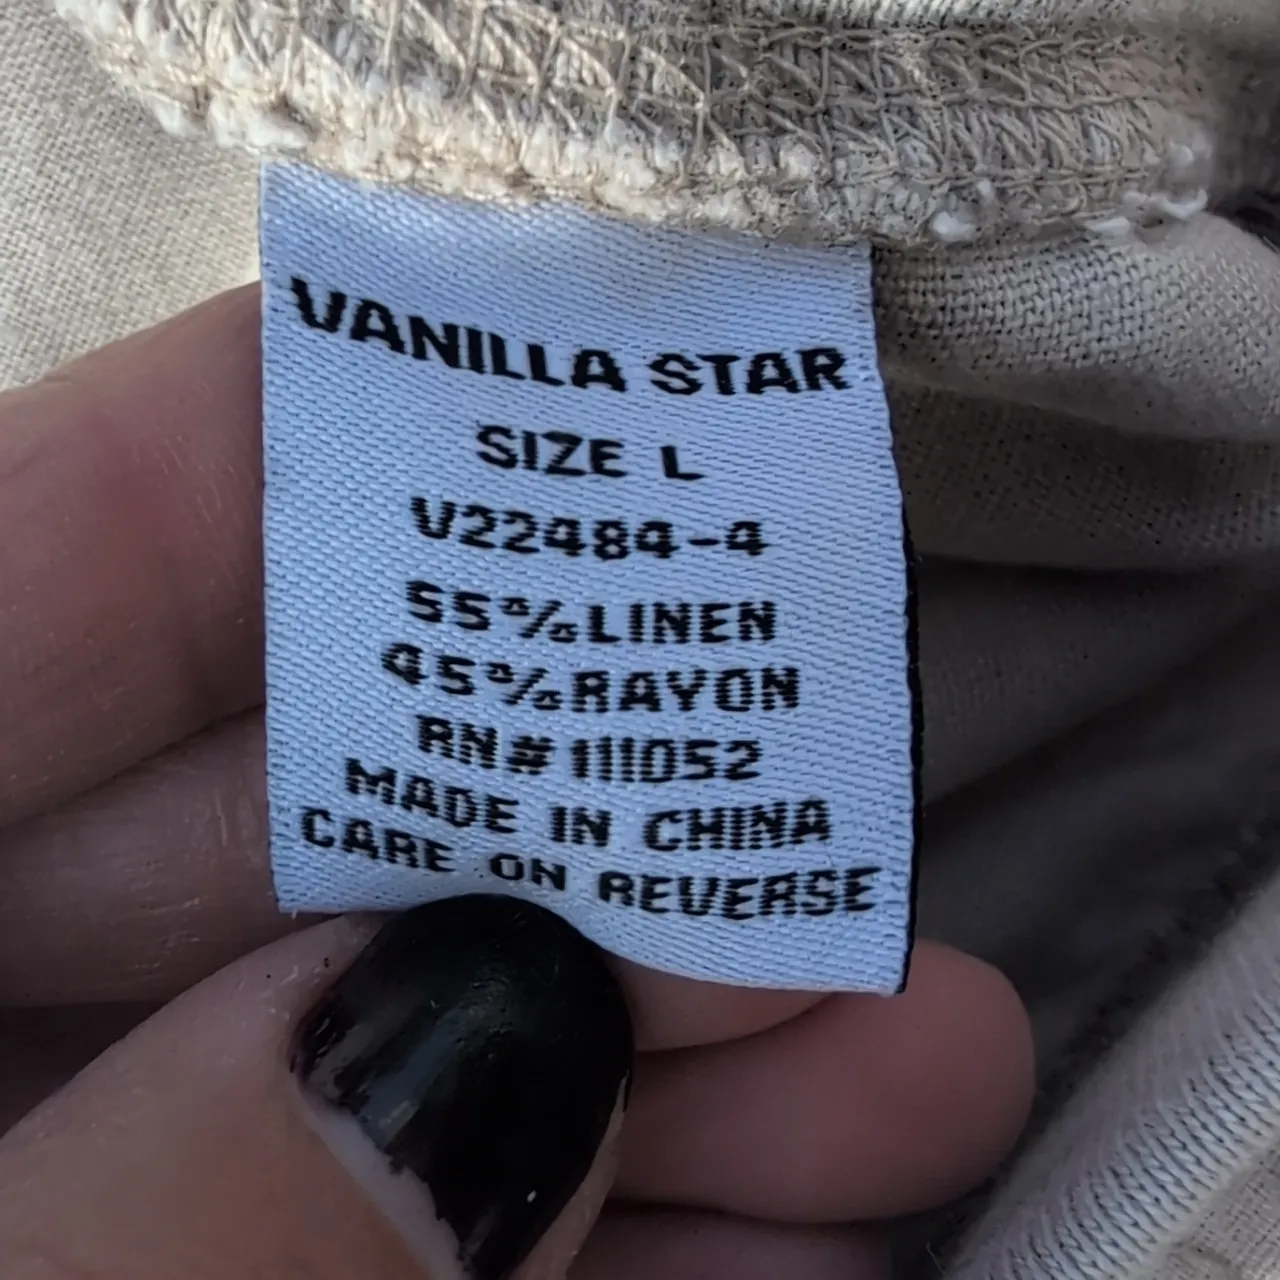 VANILLA STAR
SIZE L
V22484-4
55%LINEN
45%RAYON
RN#111052
MADE IN CHINA
CARE ON REVERSE